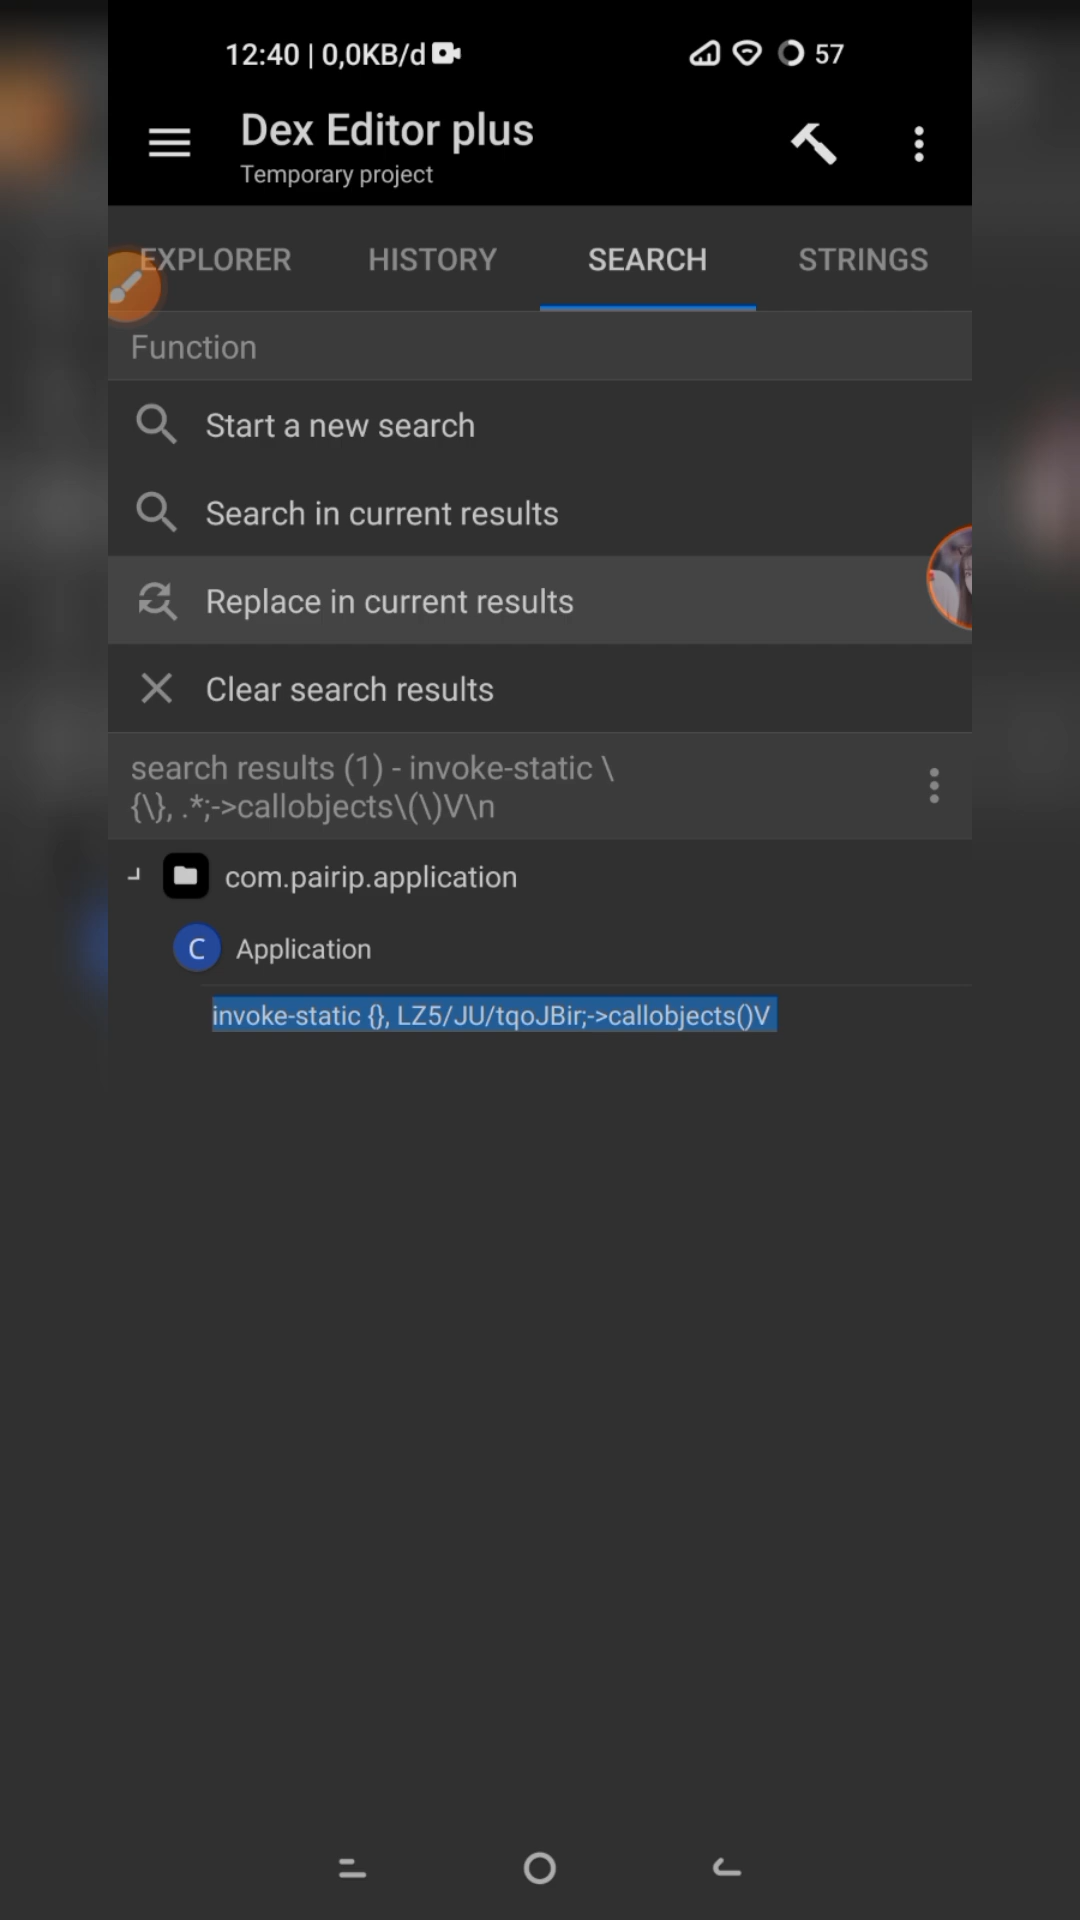 12:40 | 0,0KB/d
57
Dex Editor plus
Temporary project
EXPLORER HISTORY SEARCH STRINGS
Function
Start a new search
Search in current results
Replace in current results
Clear search results
search results (1) - invoke-static \
{\}, .*;->callobjects\(\)V\n
com.pairip.application
C Application
invoke-static {}, LZ5/JU/tqoJBir;->callobjects()V